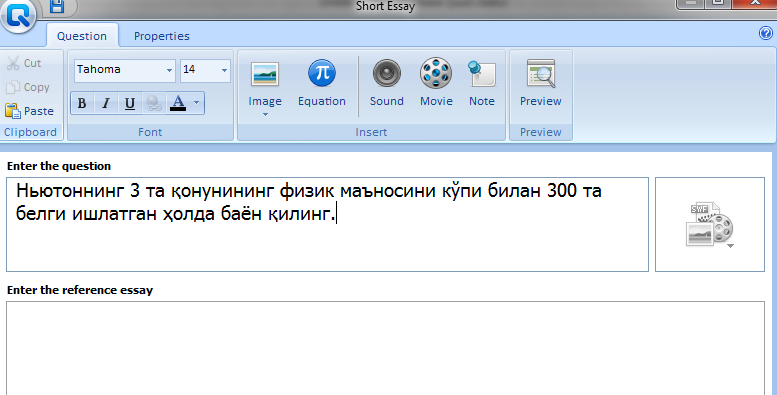 Short Essay
Question Properties
Cut
Copy
Paste
Clipboard
Tahoma 14
B I U A
Font
Image Equation Sound Movie Note
Insert
Preview
Preview
Enter the question
Ньютоннинг 3 та қонунининг физик маъносини кўпи билан 300 та
белги ишлатган ҳолда баён қилинг.
SWF
Enter the reference essay